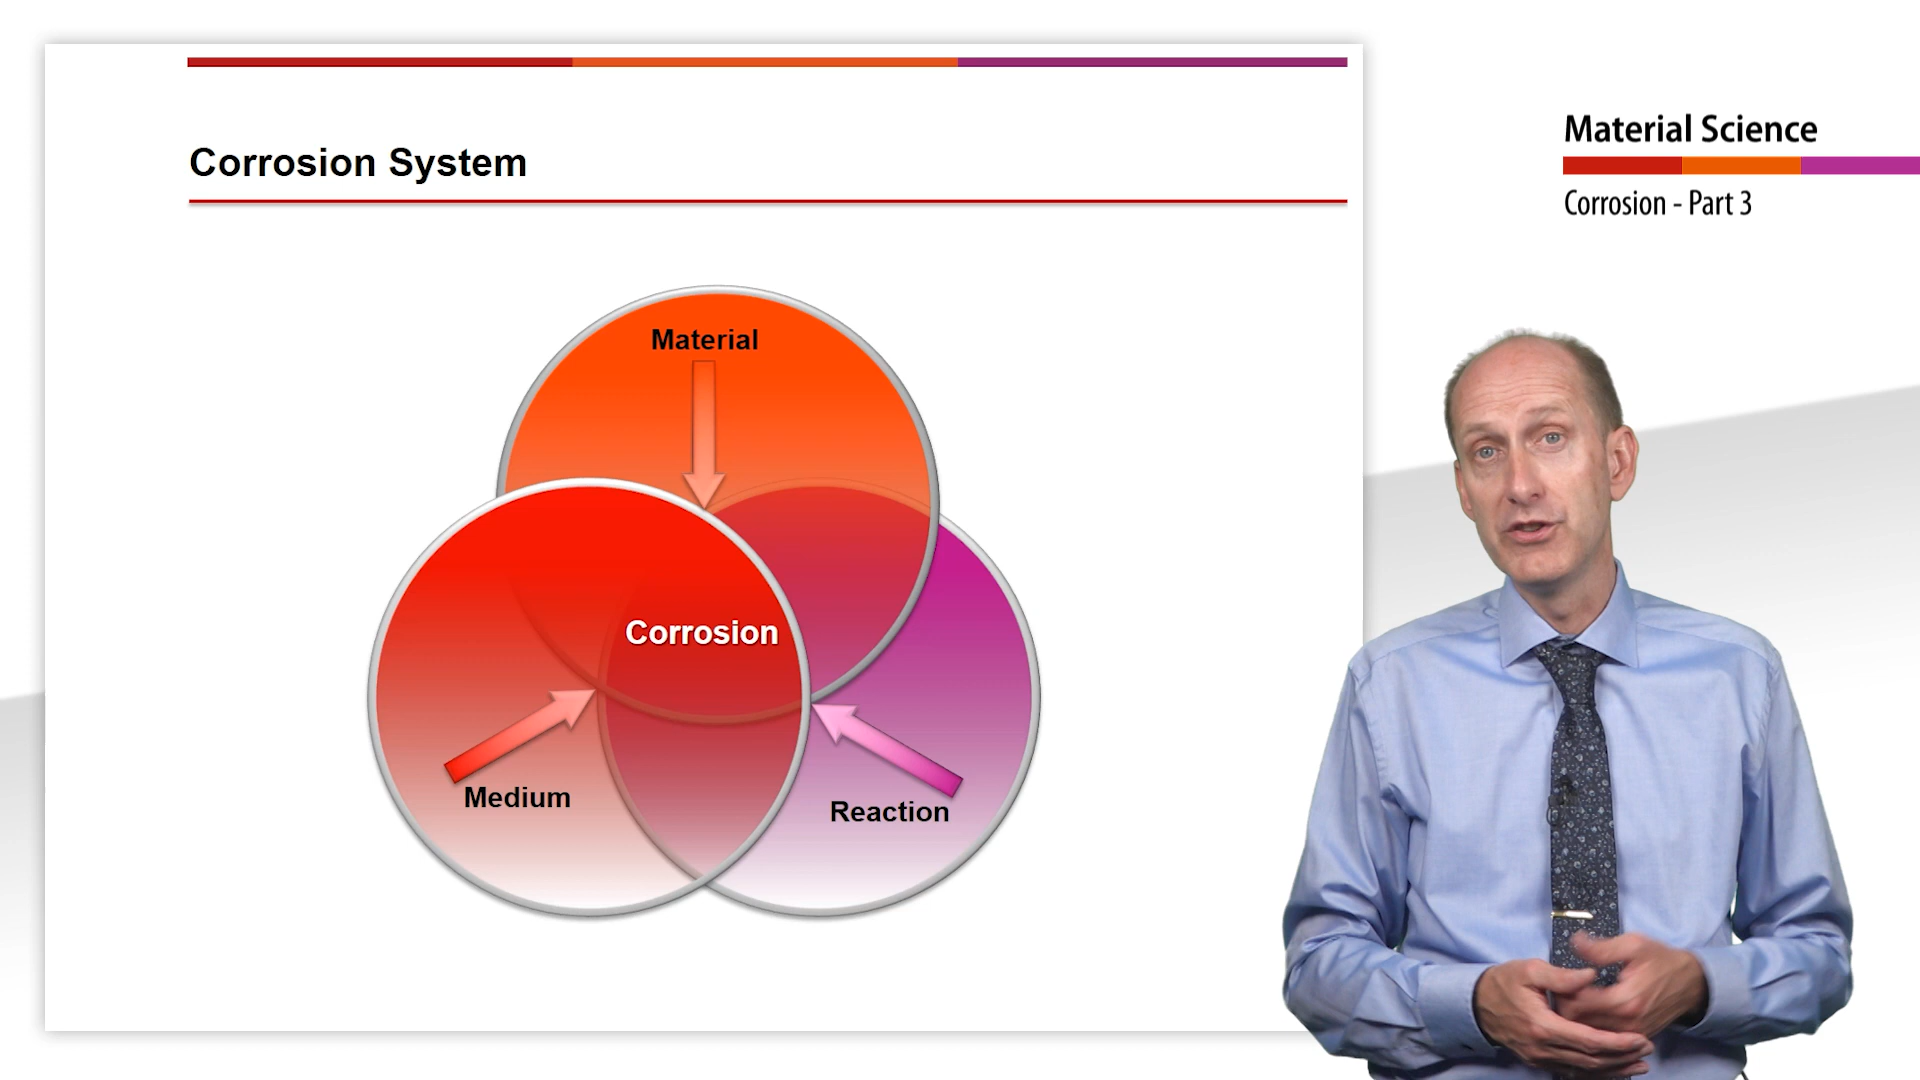 Corrosion System
Material
Corrosion
Medium
Reaction
Material Science
Corrosion - Part 3